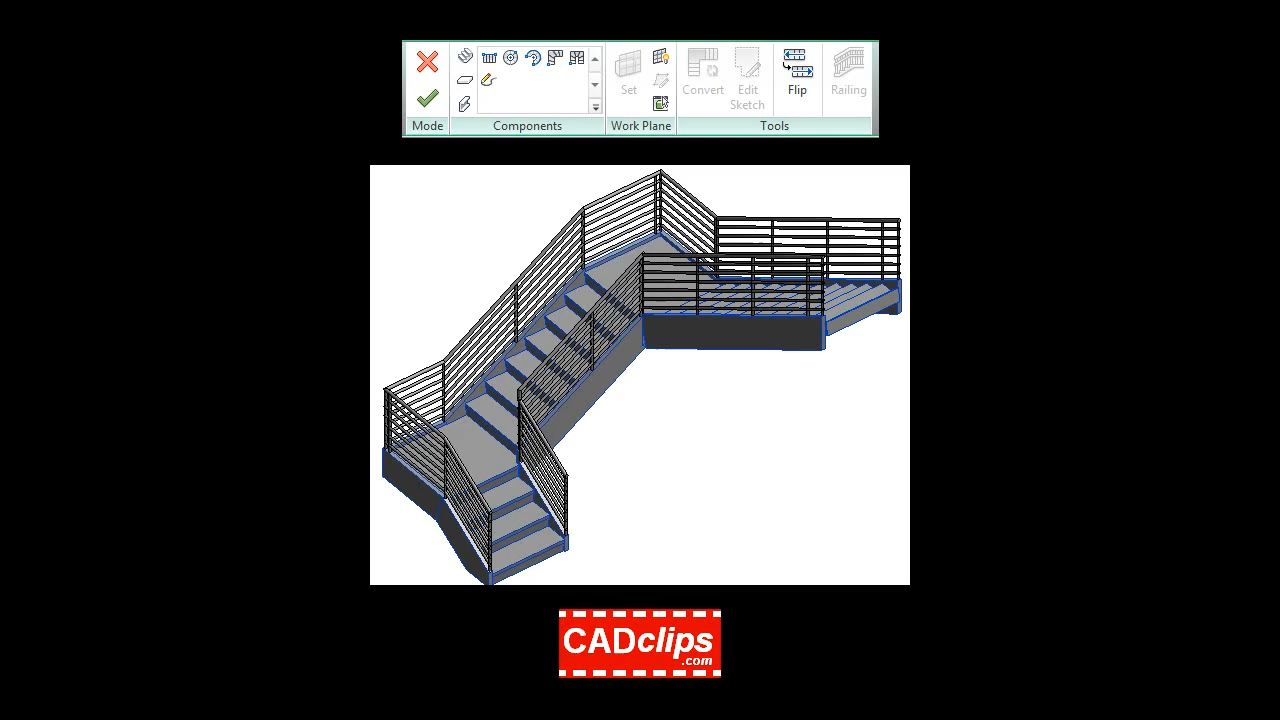 Set
Convert
Edit
Sketch
Flip
Railing
Mode
Components
Work Plane
Tools
CADclips
.com